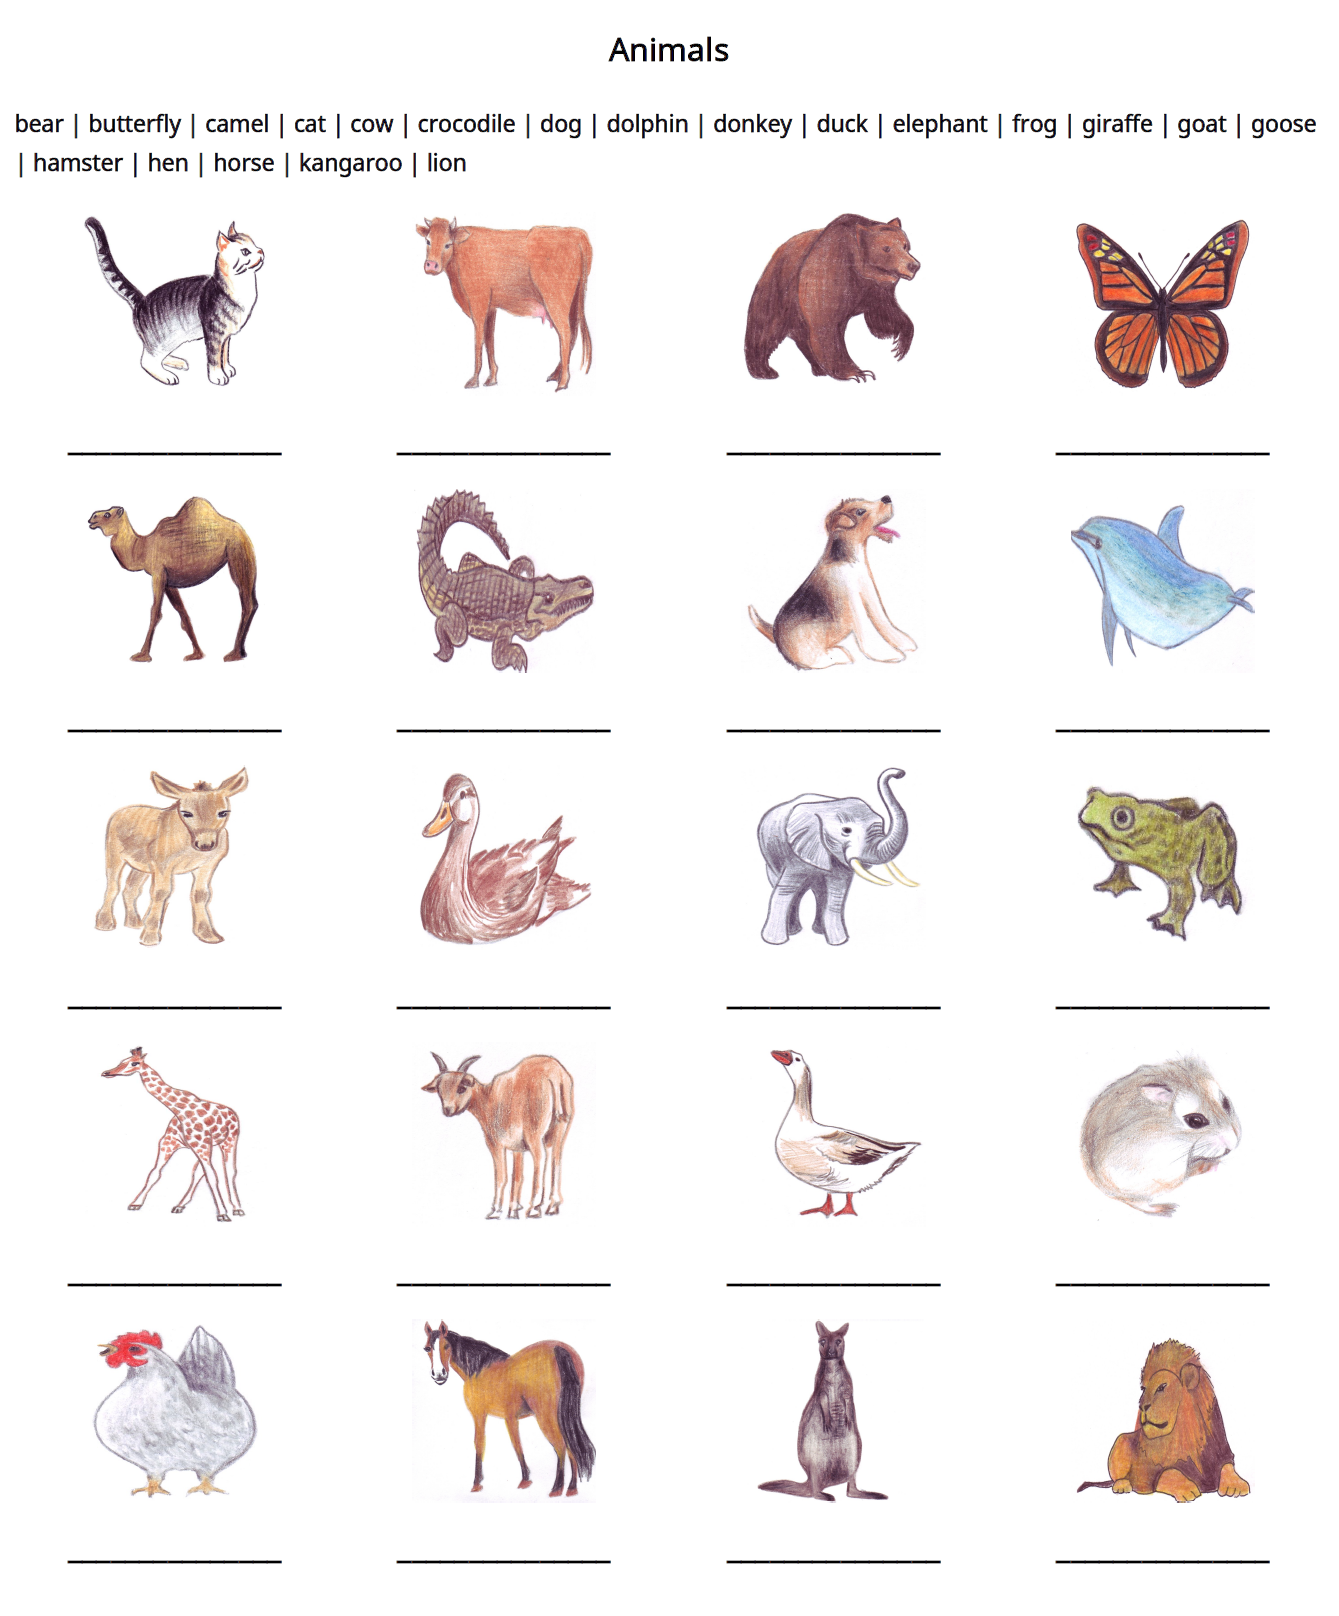 Animals
bear | butterfly | camel | cat | cow | crocodile | dog | dolphin | donkey | duck | elephant | frog | giraffe | goat | goose
| hamster | hen | horse | kangaroo | lion